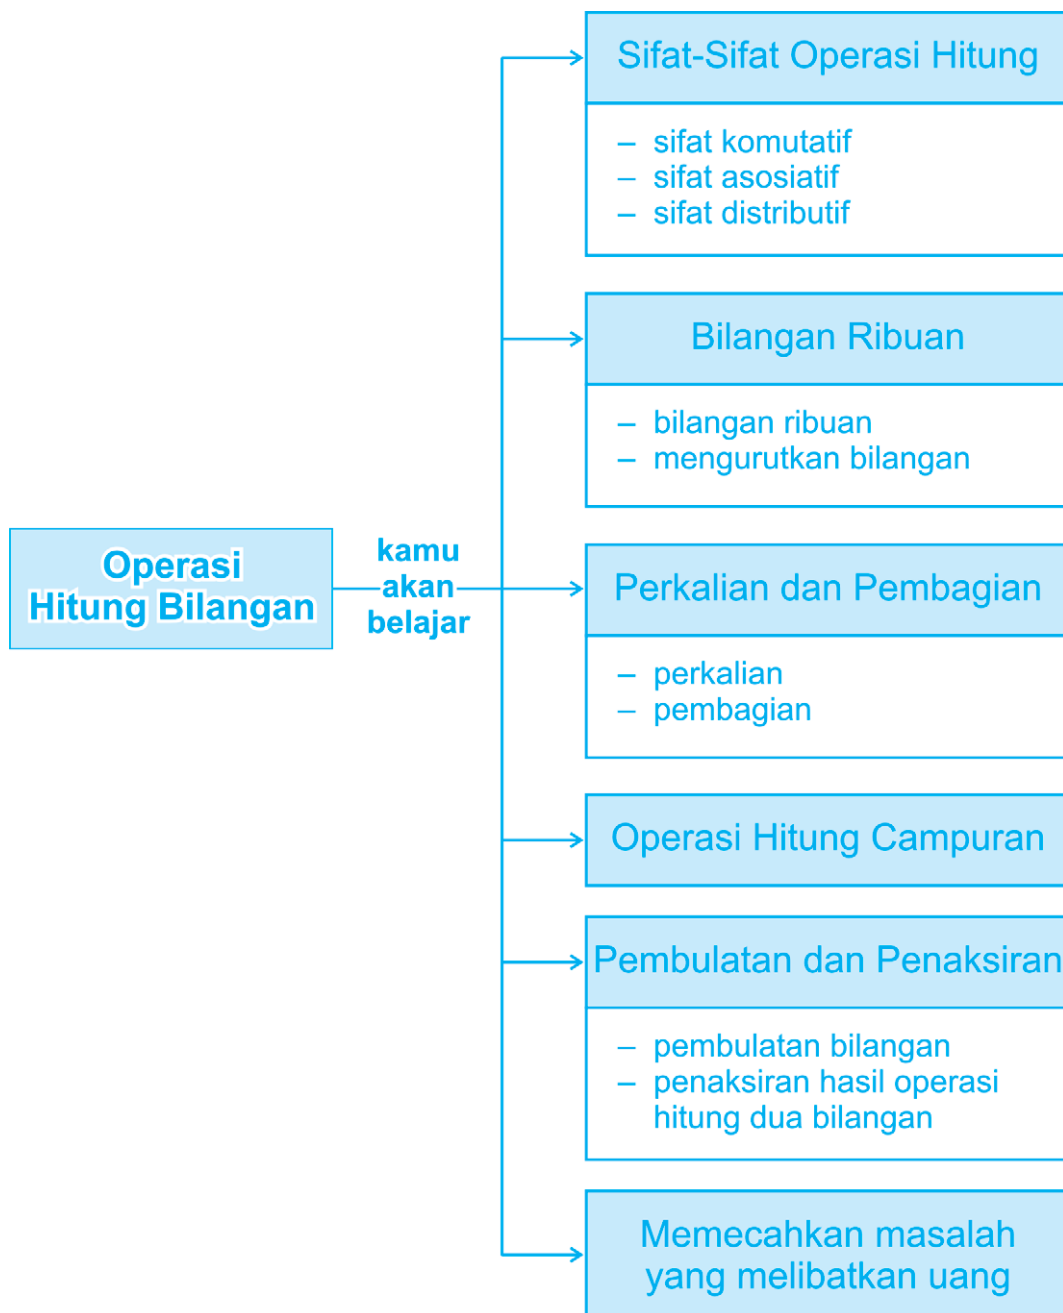 Operasi
Hitung Bilangan
kamu
akan
belajar
Sifat-Sifat Operasi Hitung
– sifat komutatif
– sifat asosiatif
– sifat distributif
Bilangan Ribuan
– bilangan ribuan
– mengurutkan bilangan
Perkalian dan Pembagian
– perkalian
– pembagian
Operasi Hitung Campuran
Pembulatan dan Penaksiran
– pembulatan bilangan
– penaksiran hasil operasi
hitung dua bilangan
Memecahkan masalah
yang melibatkan uang